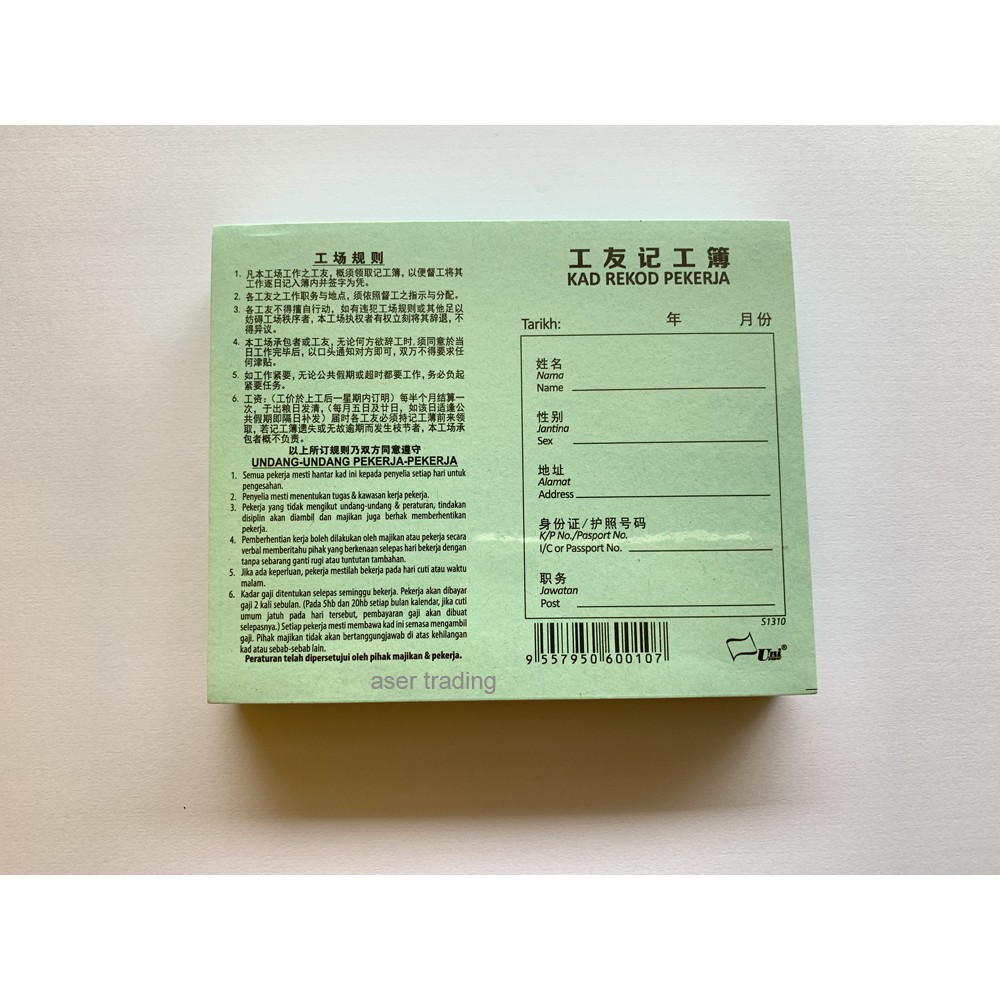 工场规则
1. 凡本工场工作之工友，概须领取记工簿，以便督工将其
工作逐日记入簿内并签字为凭。
2. 各工友之工作职务与地点，须依照督工之指示与分配。
3. 各工友不得擅自行动，如有违犯工场规则或其他足以
妨碍工场秩序者，本工场执权者有权立刻将其辞退，不
得异议。
4. 本工场承包者或工友，无论何方欲辞工时，须同意於当
日工作完毕后，以口头通知对方即可，双万不得要求任
何津贴。
5. 如工作紧要，无论公共假期或超时都要工作，务必负起
紧要任务。
6. 工资：（工价於上工后一星期内订明）每半个月结算一
次，于出粮日发清，（每月五日及廿日，如该日适逢公
共假期即隔日补发）届时各工友必须持记工薄前来领
取，若记工簿遗失或无故逾期而发生枝节者，本工场承
包者概不负责。
以上所订规则乃双方同意遵守
UNDANG-UNDANG PEKERJA-PEKERJA
1. Semua pekerja mesti hantar kad ini kepada penyelia setiap hari untuk
pengesahan.
2. Penyelia mesti menentukan tugas & kawasan kerja pekerja.
3. Pekerja yang tidak mengikut undang-undang & peraturan, tindakan
disiplin akan diambil dan majikan juga berhak memberhentikan
pekerja.
4. Pemberhentian kerja boleh dilakukan oleh majikan atau pekerja secara
verbal memberitahu pihak yang berkenaan selepas hari bekerja dengan
tanpa sebarang ganti rugi atau tuntutan tambahan.
5. Jika ada keperluan, pekerja mestilah bekerja pada hari cuti atau waktu
malam.
6. Kadar gaji ditentukan selepas seminggu bekerja. Pekerja akan dibayar
gaji 2 kali sebulan. (Pada 5hb dan 20hb setiap bulan kalendar, jika cuti
umum jatuh pada hari tersebut, pembayaran gaji akan dibuat
selepasnya.) Setiap pekerja mesti membawa kad ini semasa mengambil
gaji. Pihak majikan tidak akan bertanggungjawab di atas kehilangan
kad atau sebab-sebab lain.
Peraturan telah dipersetujui oleh pihak majikan & pekerja.
aser trading
工友记工簿
KAD REKOD PEKERJA
Tarikh: 年 月份
姓名
Nama
Name
性别
Jantina
Sex
地址
Alamat
Address
身份证/护照号码
K/P No./Pasport No.
I/C or Passport No.
职务
Jawatan
Post
S1310
9 557950 600107
Uni®